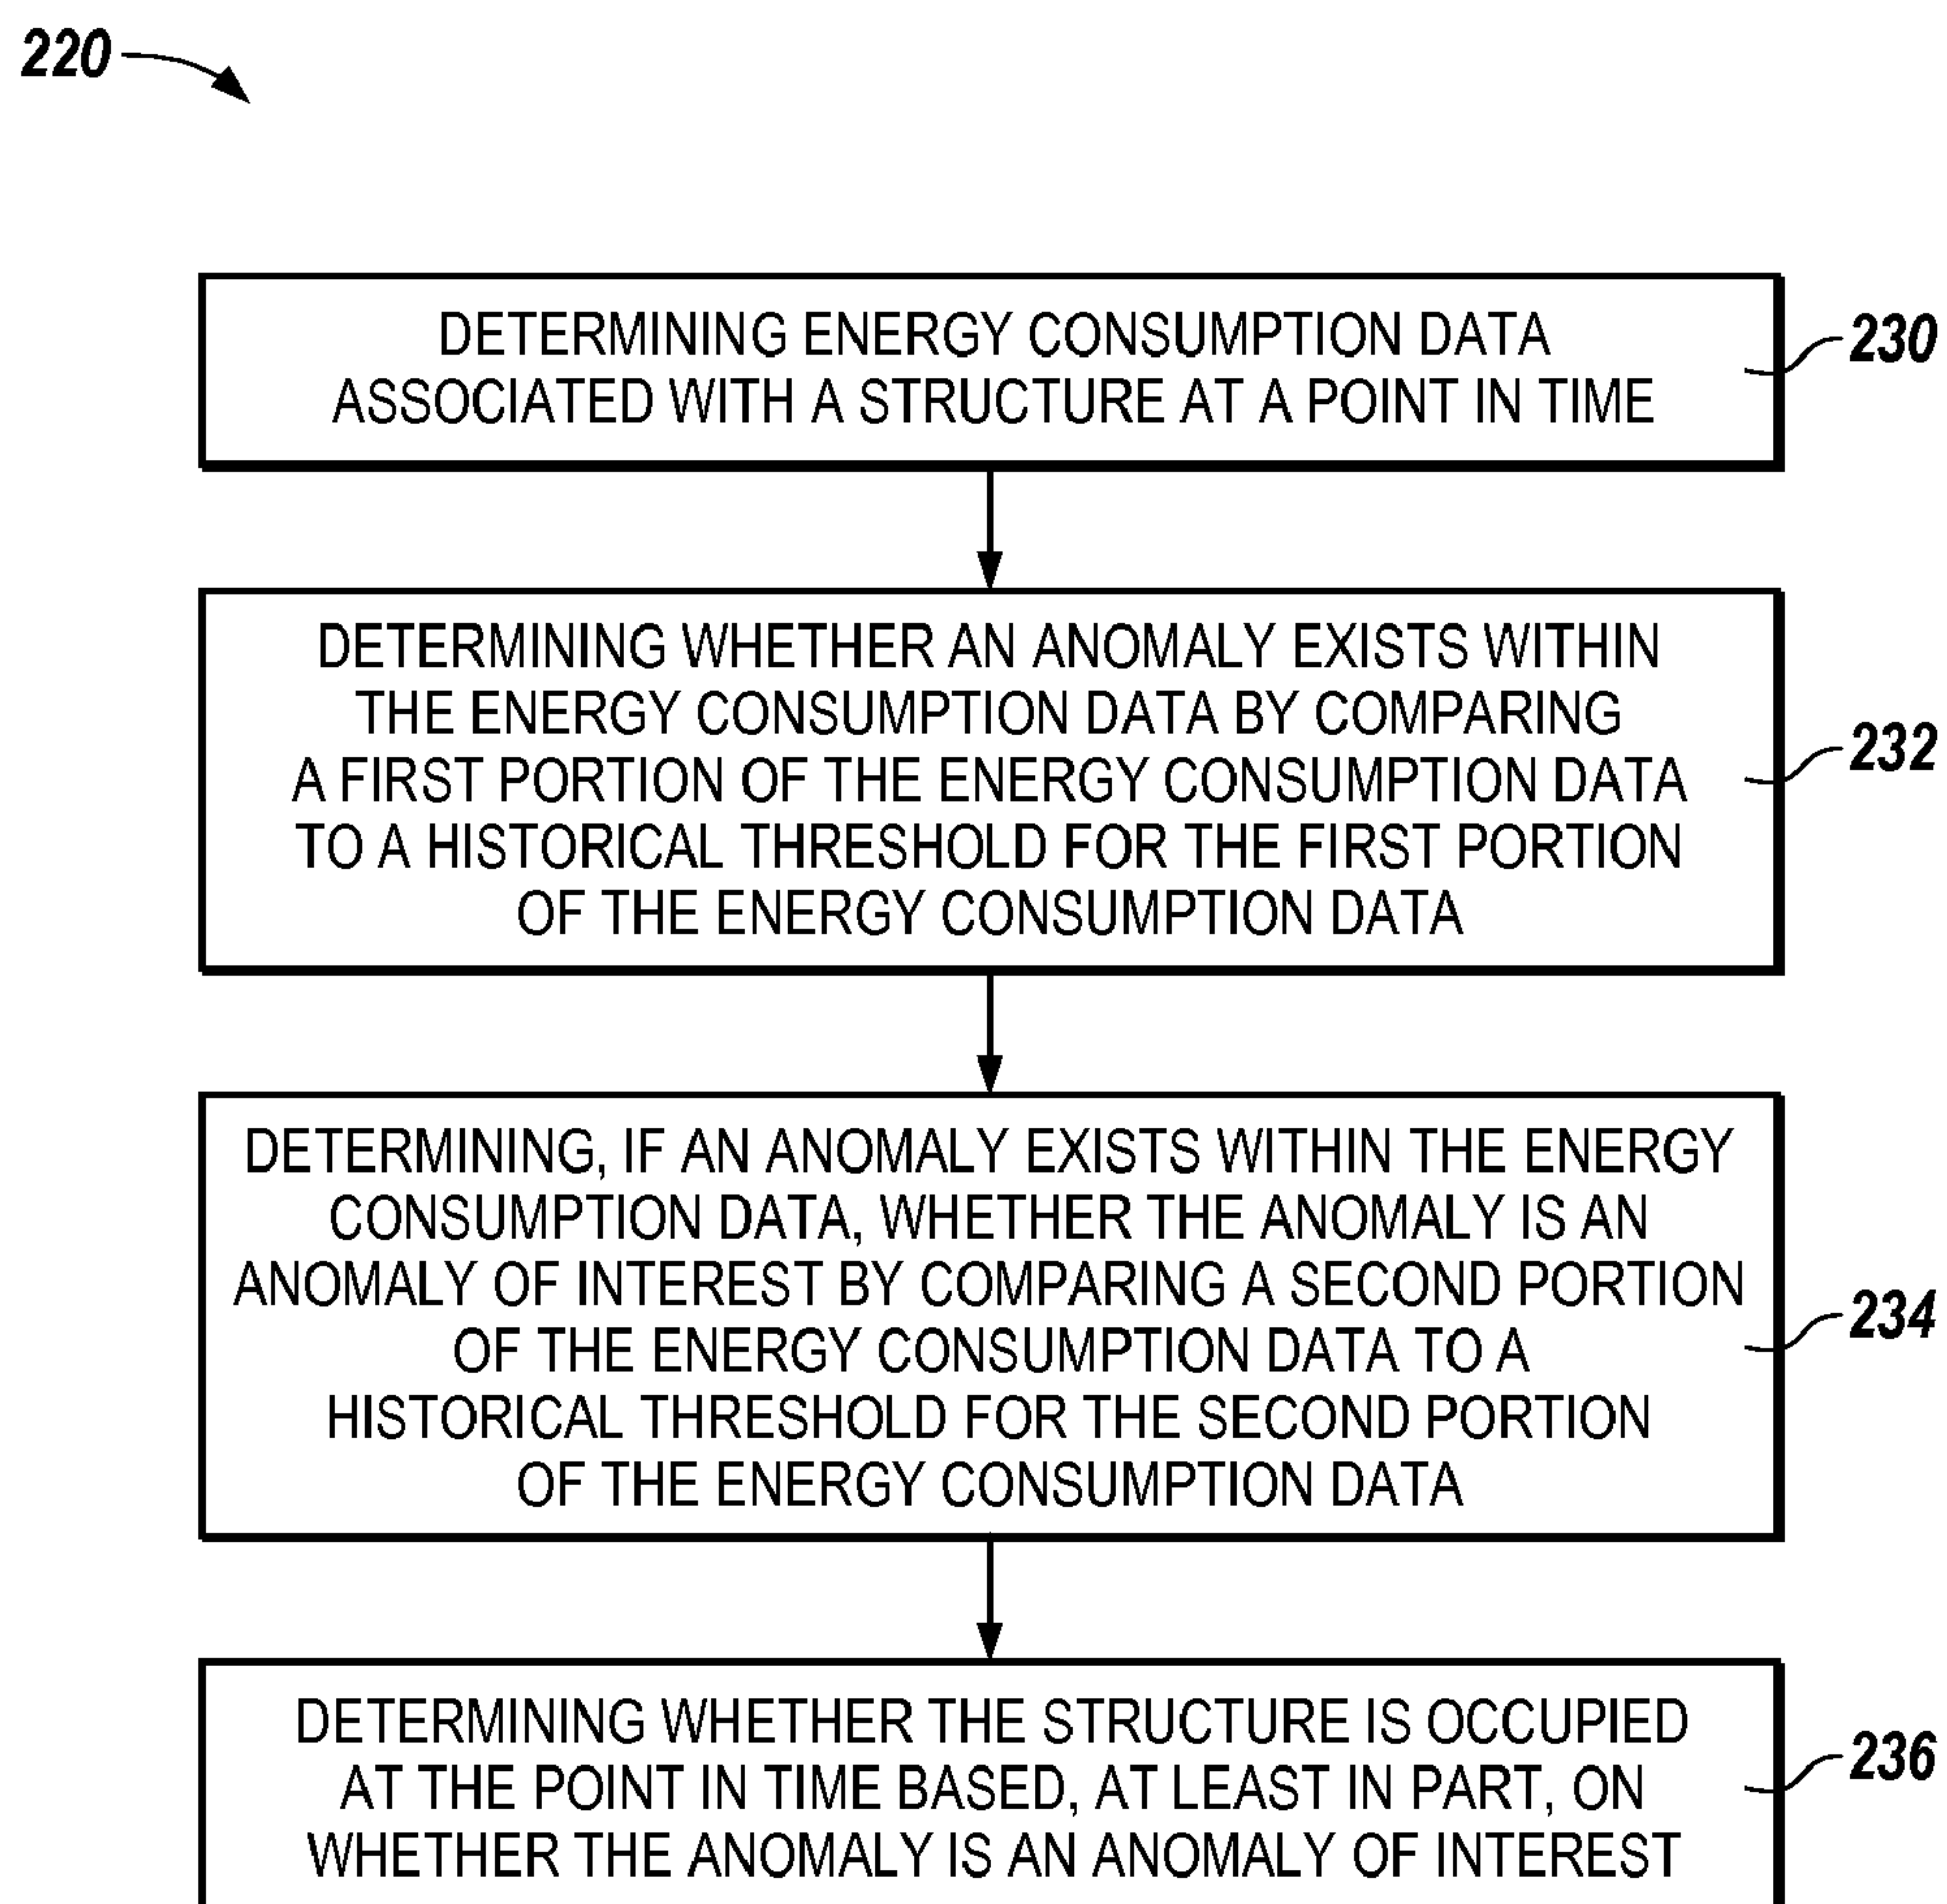 220
DETERMINING ENERGY CONSUMPTION DATA
ASSOCIATED WITH A STRUCTURE AT A POINT IN TIME
230
DETERMINING WHETHER AN ANOMALY EXISTS WITHIN
THE ENERGY CONSUMPTION DATA BY COMPARING
A FIRST PORTION OF THE ENERGY CONSUMPTION DATA
TO A HISTORICAL THRESHOLD FOR THE FIRST PORTION
OF THE ENERGY CONSUMPTION DATA
232
DETERMINING, IF AN ANOMALY EXISTS WITHIN THE ENERGY
CONSUMPTION DATA, WHETHER THE ANOMALY IS AN
ANOMALY OF INTEREST BY COMPARING A SECOND PORTION
OF THE ENERGY CONSUMPTION DATA TO A
HISTORICAL THRESHOLD FOR THE SECOND PORTION
OF THE ENERGY CONSUMPTION DATA
234
DETERMINING WHETHER THE STRUCTURE IS OCCUPIED
AT THE POINT IN TIME BASED, AT LEAST IN PART, ON
WHETHER THE ANOMALY IS AN ANOMALY OF INTEREST
236